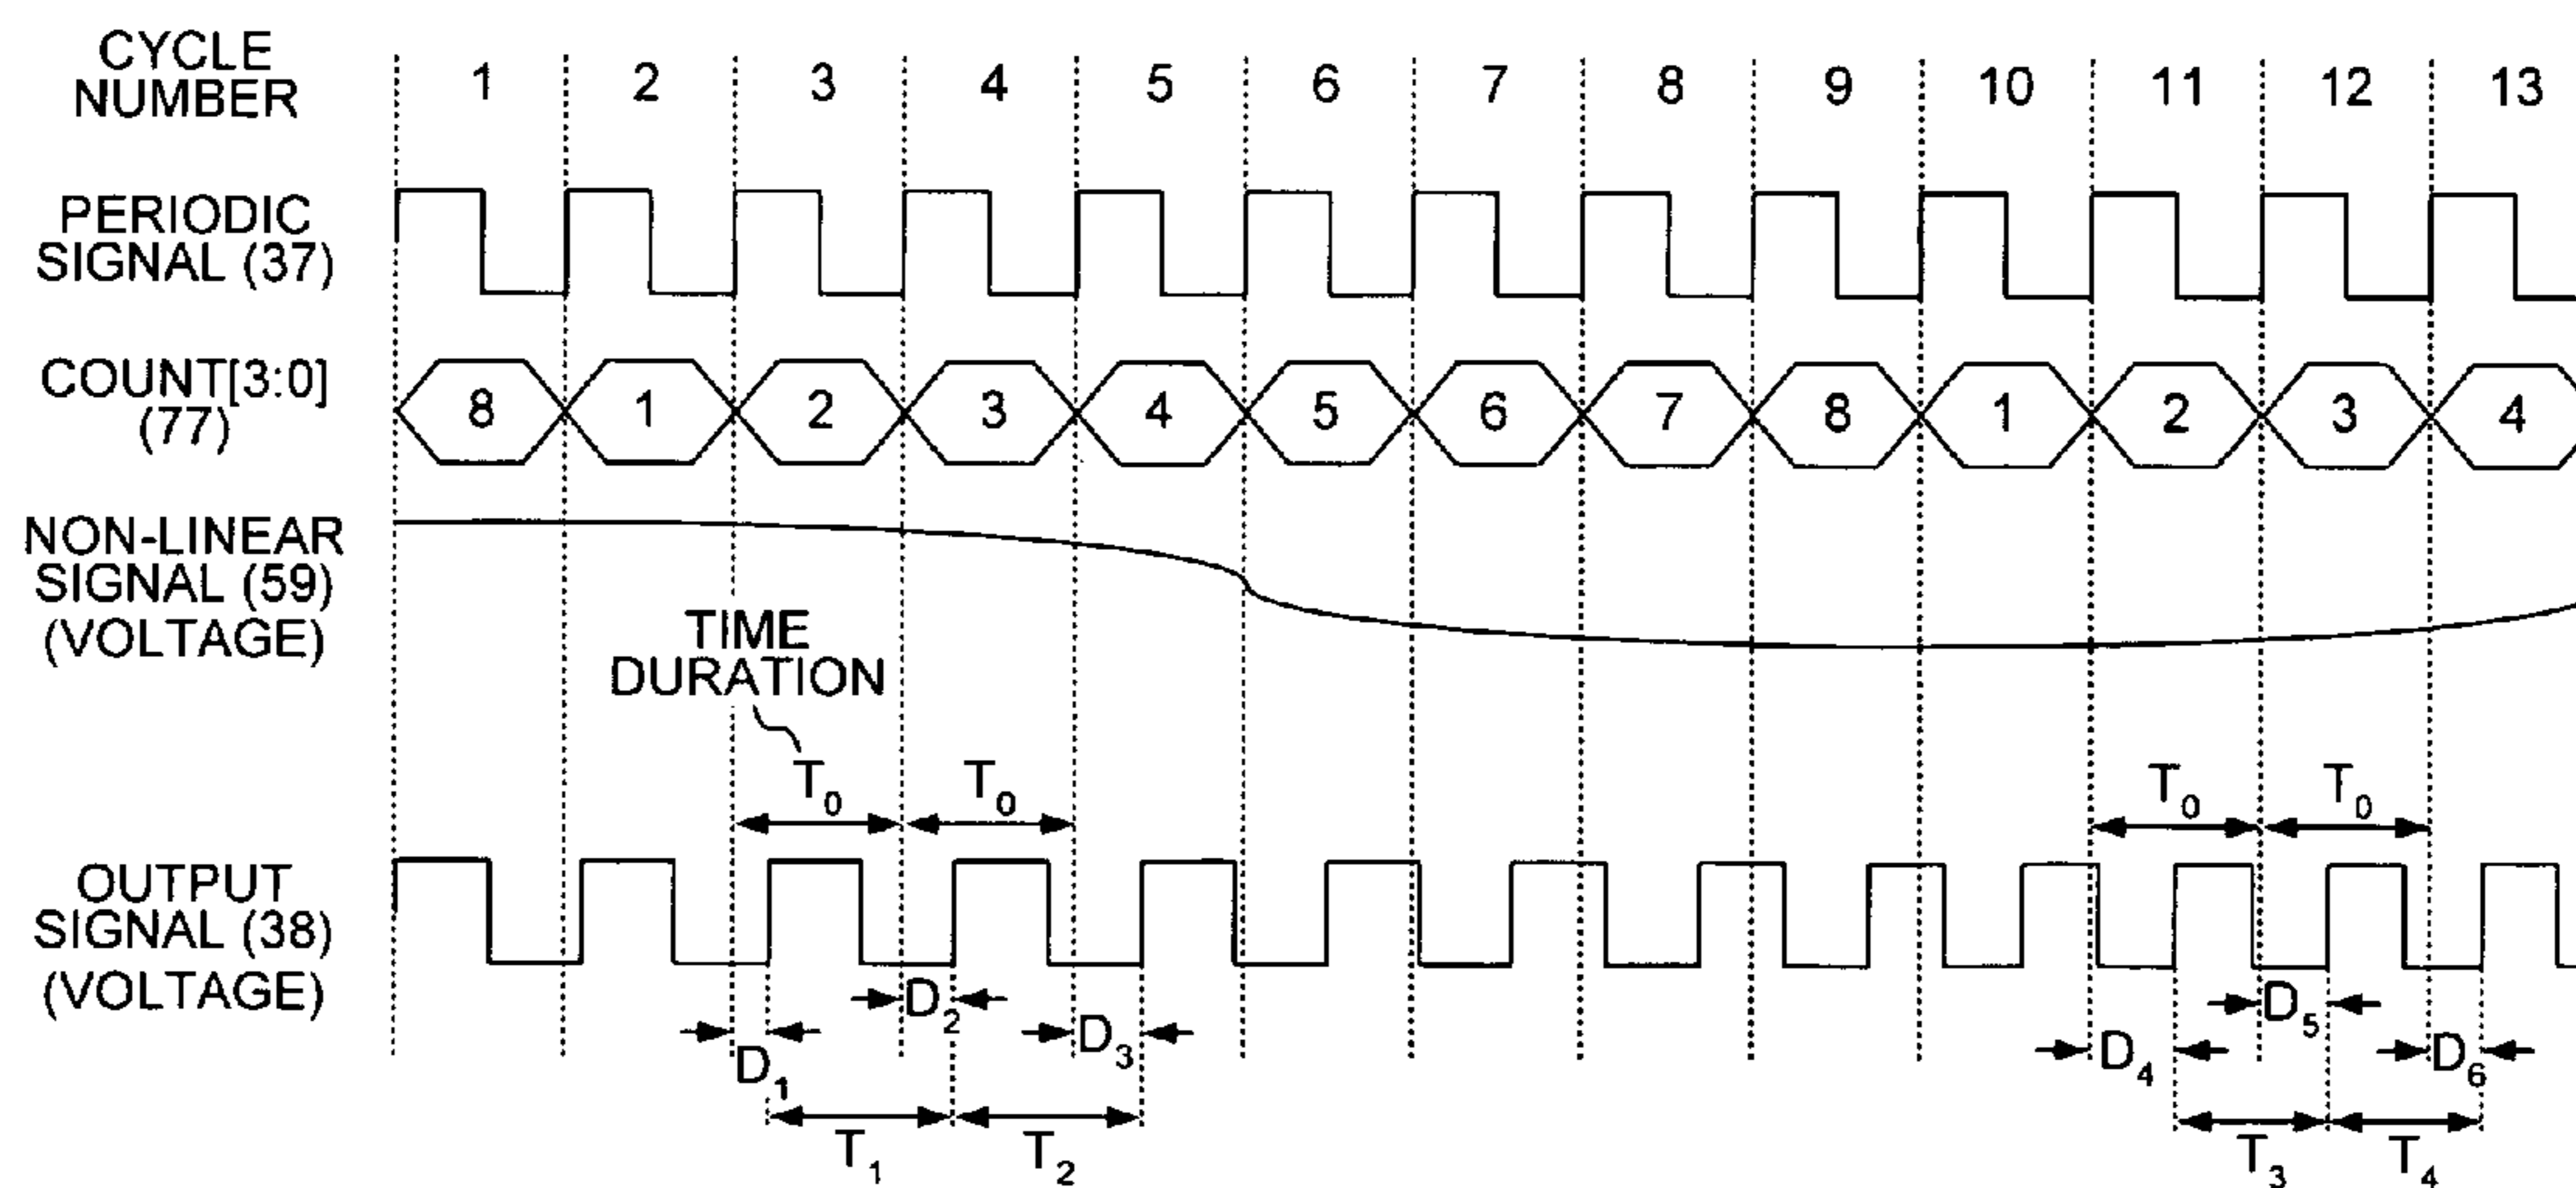 CYCLE
NUMBER
1 2 3 4 5 6 7 8 9 10 11 12 13
PERIODIC
SIGNAL (37)
COUNT[3:0]
(77)
8 1 2 3 4 5 6 7 8 1 2 3 4
NON-LINEAR
SIGNAL (59)
(VOLTAGE)
TIME
DURATION
T0 T0 T0 T0
OUTPUT
SIGNAL (38)
(VOLTAGE)
D1 D2 D3 D4 D5 D6
T1 T2 T3 T4